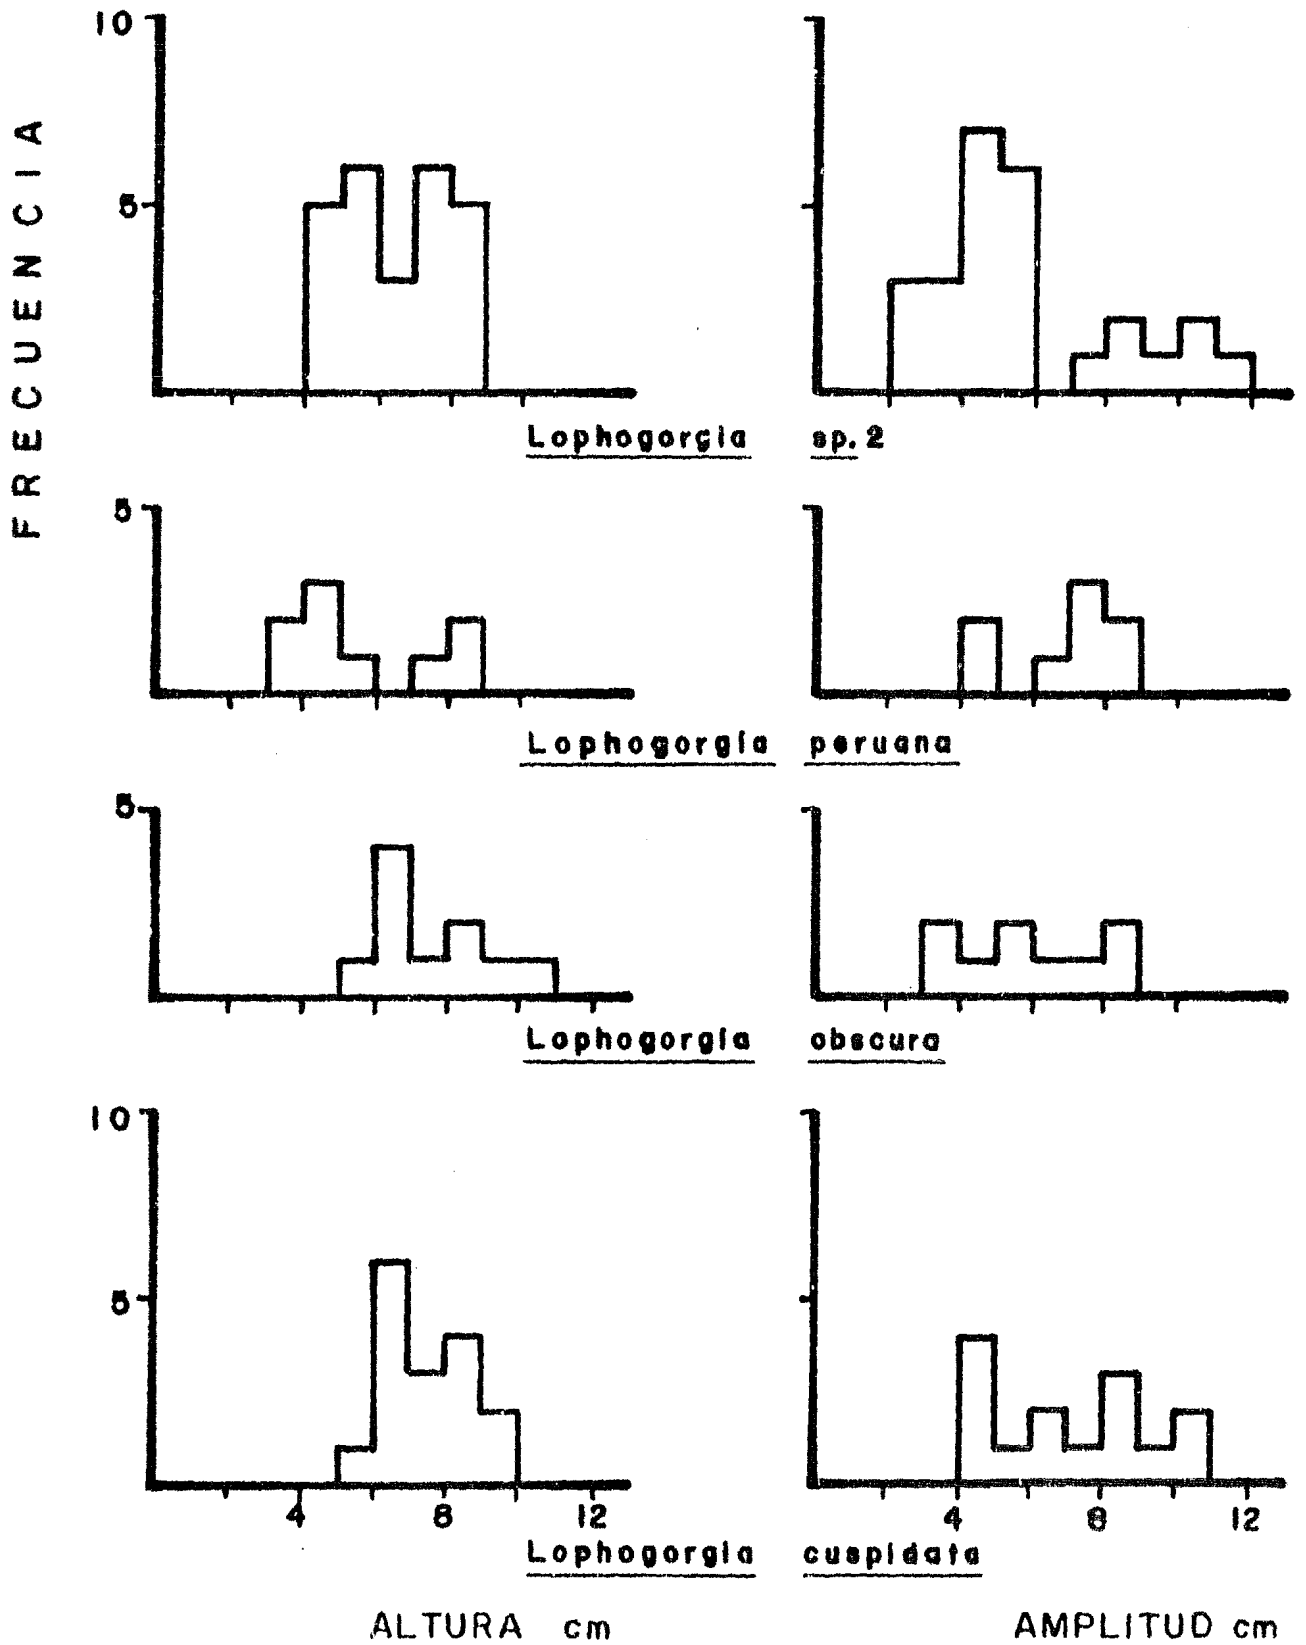 FRECUENCIA
10
5
Lophogorgia sp. 2
5
Lophogorgia peruana
5
Lophogorgia obscura
10
5
4 8 12 4 8 12
Lophogorgia cuspidata
ALTURA cm AMPLITUD cm